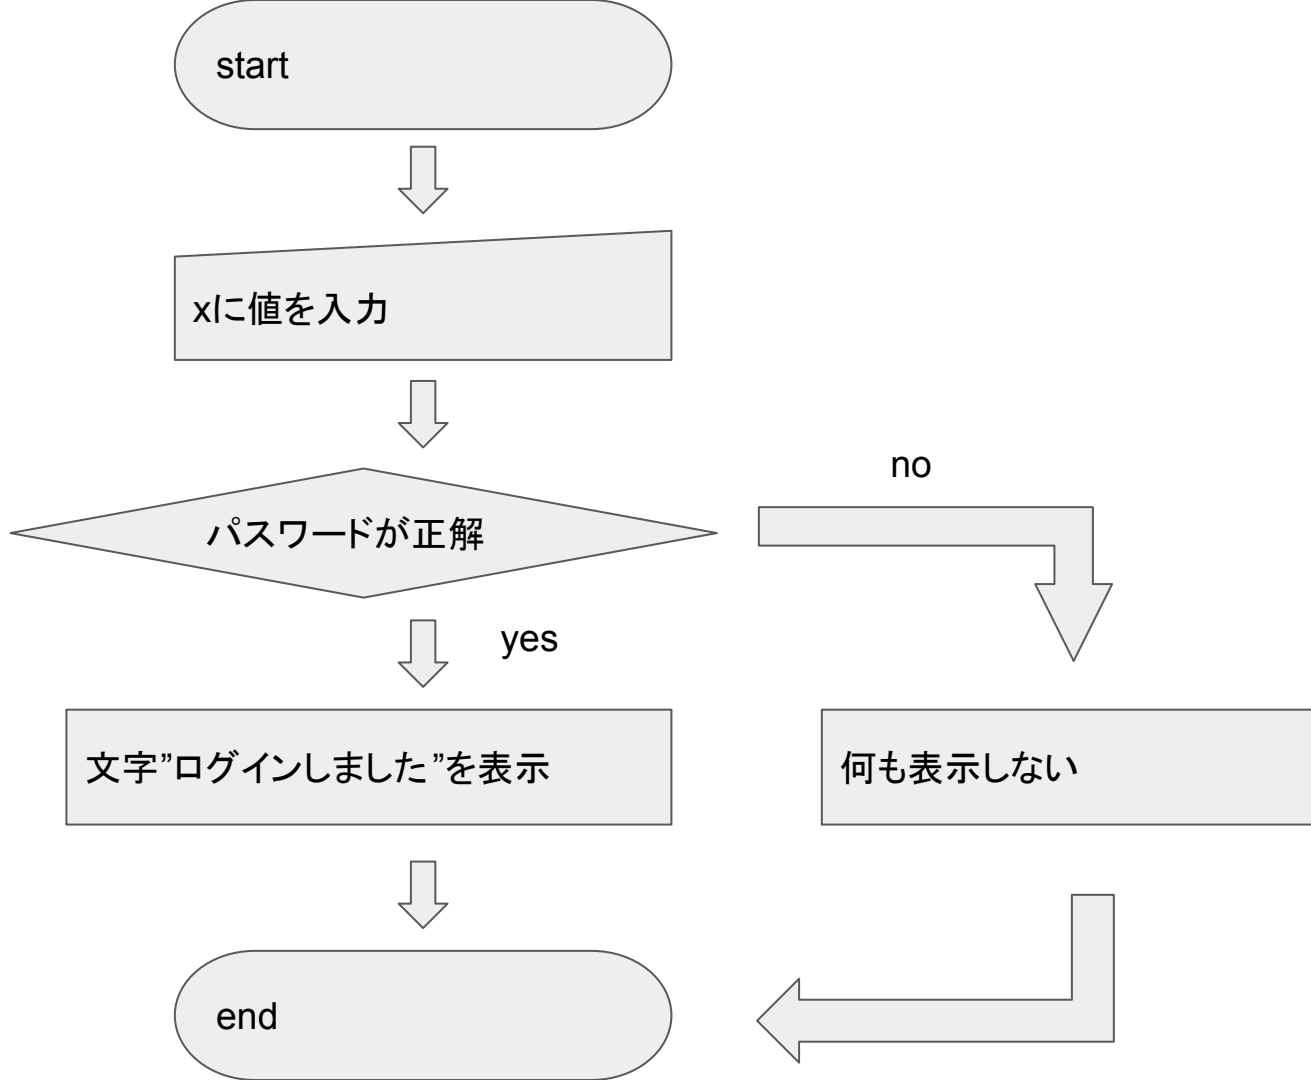 start
xに値を入力
no
パスワードが正解
yes
文字”ログインしました”を表示
何も表示しない
end